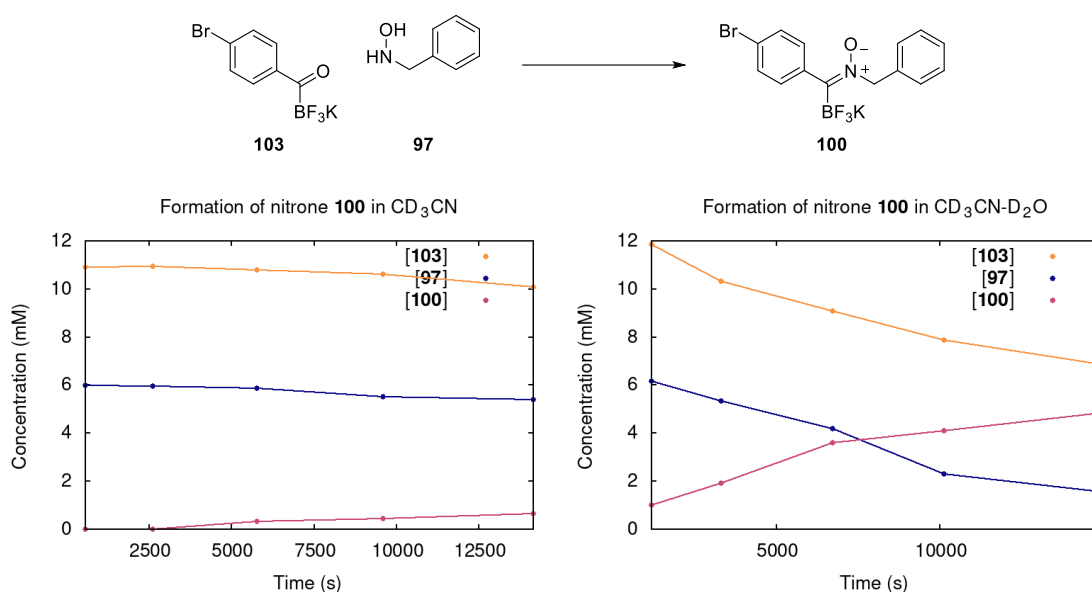 Br
O
BF3K
103
OH
HN
97
Br
O −
N +
BF3K
100
Formation of nitrone 100 in CD3CN
12
10
8
6
4
2
0
2500 5000 7500 10000 12500
Concentration (mM)
Time (s)
[103]
[97]
[100]
Formation of nitrone 100 in CD3CN-D2O
12
10
8
6
4
2
0
5000 10000
Concentration (mM)
Time (s)
[103]
[97]
[100]